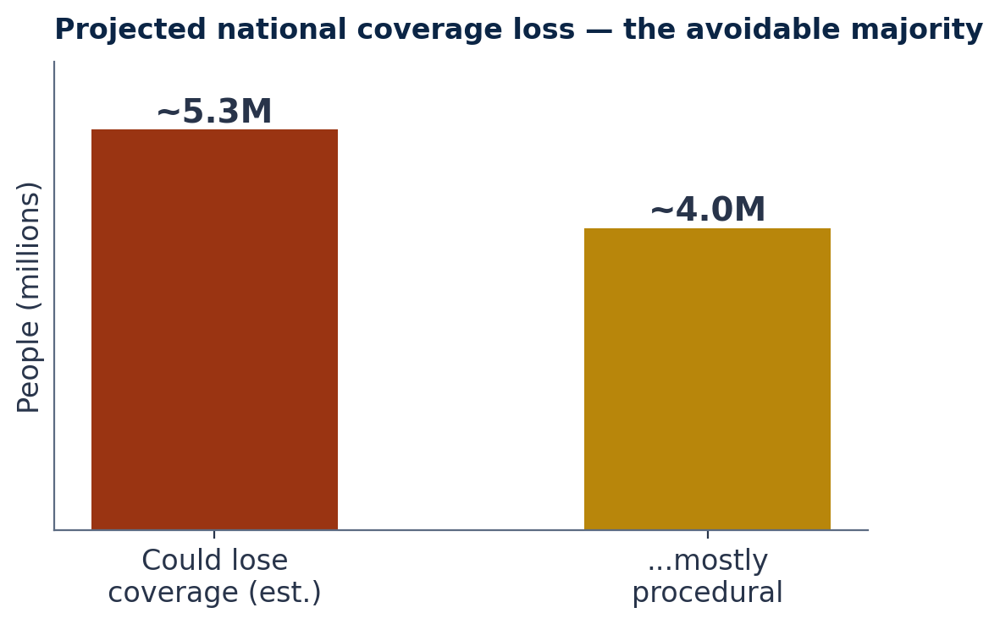 Projected national coverage loss — the avoidable majority
~5.3M
~4.0M
People (millions)
Could lose
coverage (est.)
...mostly
procedural